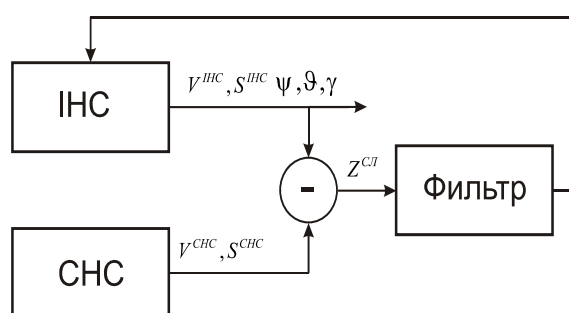 ІНС
V^{ІНС}, S^{ІНС} ψ,ϑ,γ
-
Z^{СЛ}
Фильтр
СНС
V^{СНС}, S^{СНС}